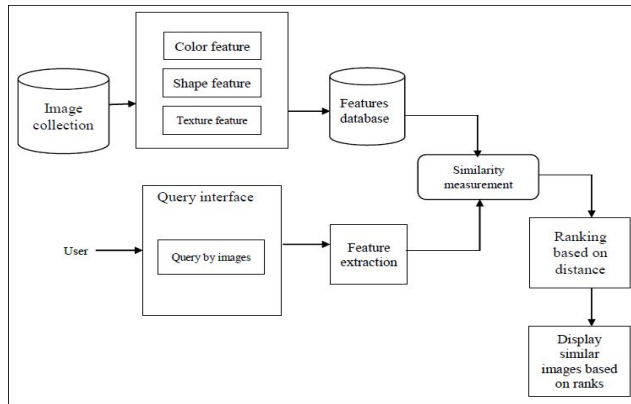 Image
collection
Color feature
Shape feature
Texture feature
Features
database
Similarity
measurement
User
Query interface
Query by images
Feature
extraction
Ranking
based on
distance
Display
similar
images based
on ranks